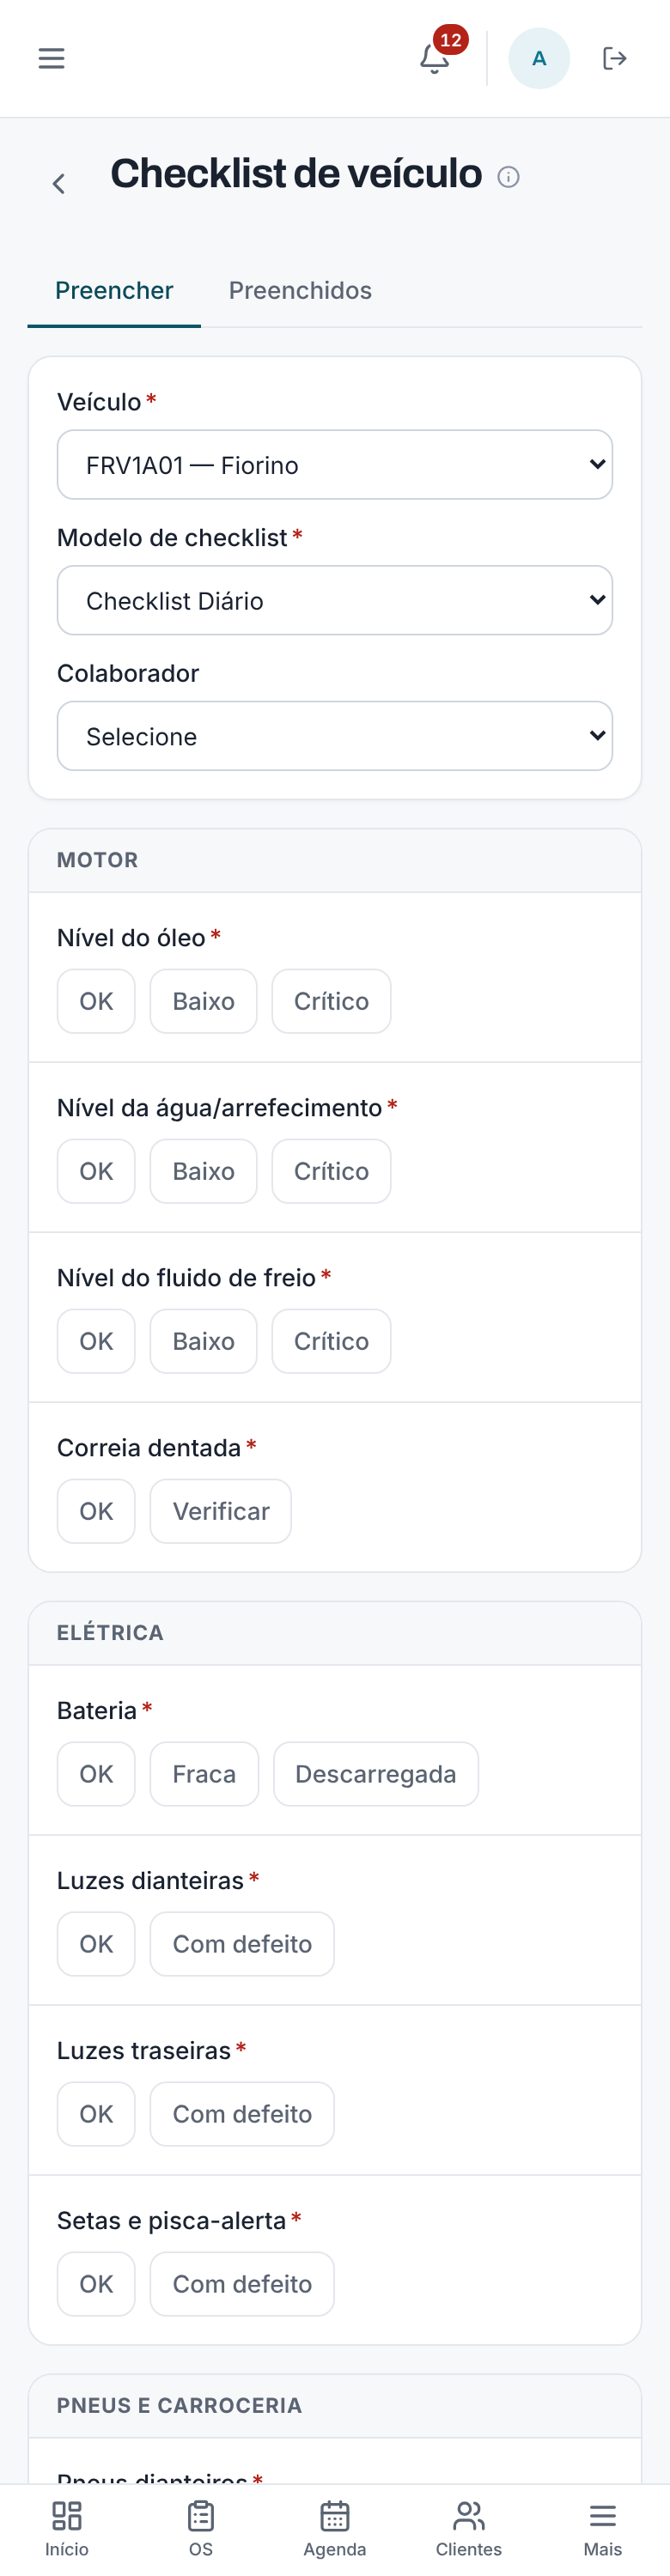 12
A
Checklist de veículo
Preencher Preenchidos
Veículo *
FRV1A01 — Fiorino
Modelo de checklist *
Checklist Diário
Colaborador
Selecione
MOTOR
Nível do óleo *
OK Baixo Crítico
Nível da água/arrefecimento *
OK Baixo Crítico
Nível do fluido de freio *
OK Baixo Crítico
Correia dentada *
OK Verificar
ELÉTRICA
Bateria *
OK Fraca Descarregada
Luzes dianteiras *
OK Com defeito
Luzes traseiras *
OK Com defeito
Setas e pisca-alerta *
OK Com defeito
PNEUS E CARROCERIA
Pneus dianteiros *
Início OS Agenda Clientes Mais